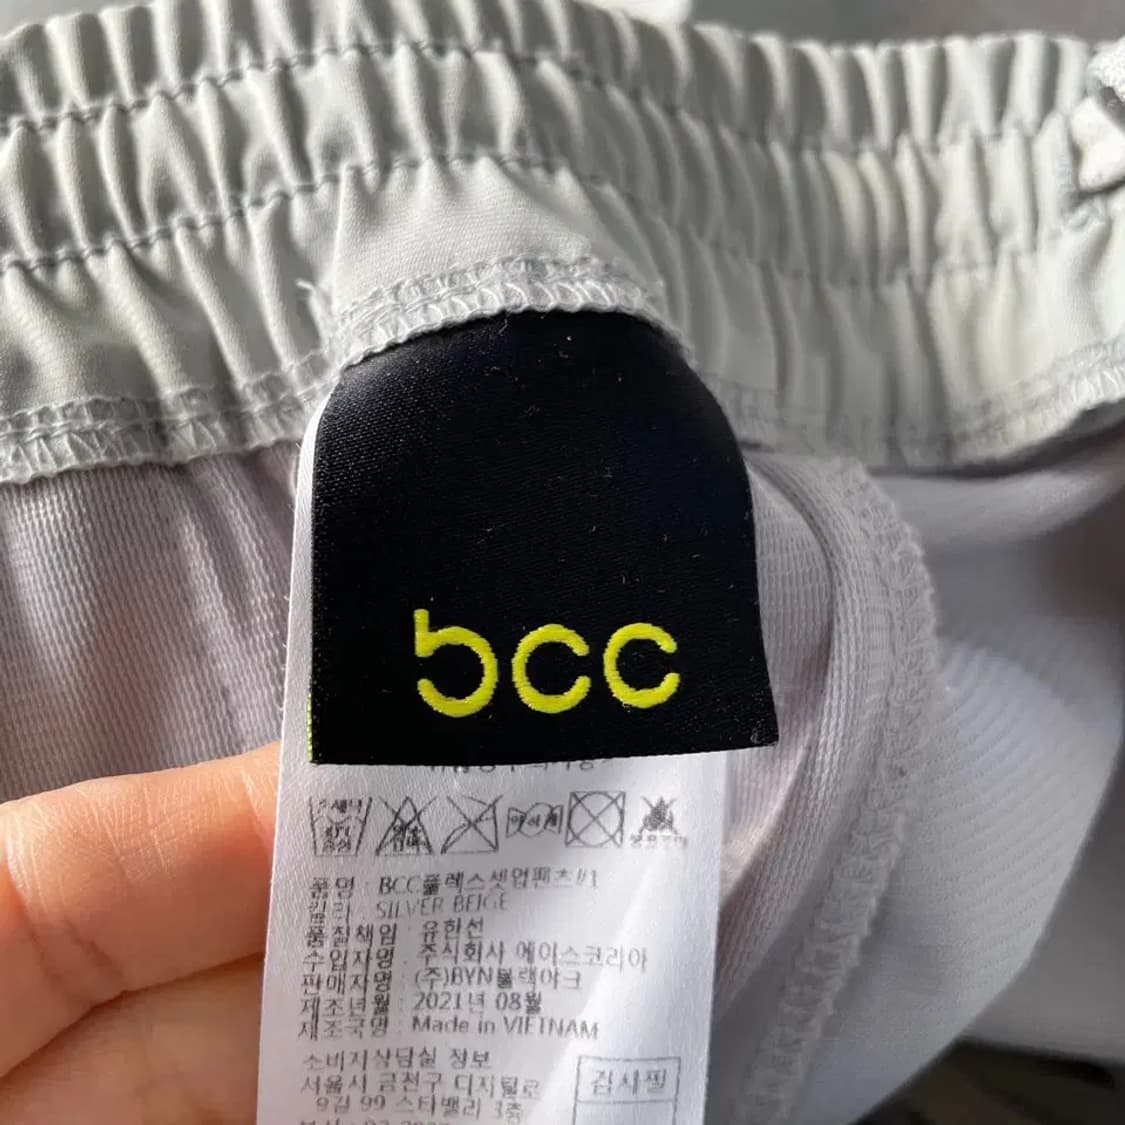 bcc
품명 : BCC플렉스셋업팬츠#1
컬러 : SILVER BEIGE
품질책임 : 유한선
수입자명 : 주식회사 에이스코리아
판매자명 : (주)BYN블랙야크
제조년월 : 2021년 08월
제조국명 : Made in VIETNAM
소비자상담실 정보
서울시 금천구 디지털로
9길 99 스타밸리 3층
검사필